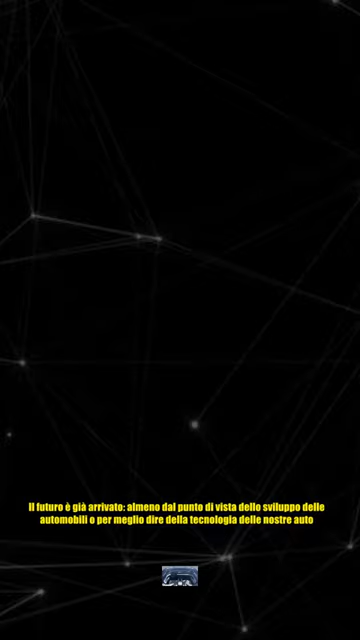 Il futuro è già arrivato: almeno dal punto di vista dello sviluppo delle
automobili o per meglio dire della tecnologia delle nostre auto